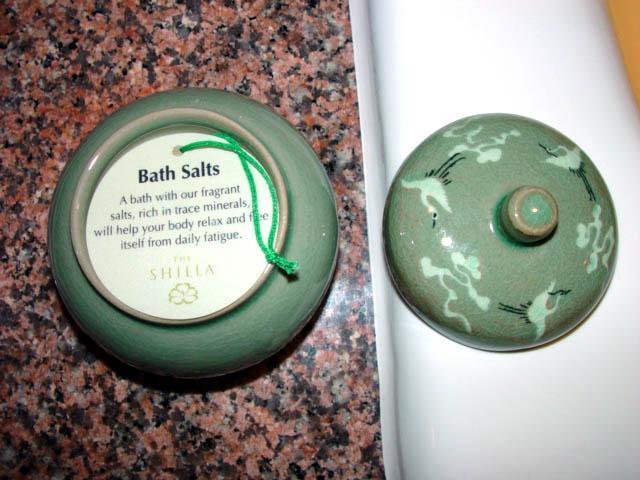 Bath Salts
A bath with our fragrant
salts, rich in trace minerals,
will help your body relax and free
itself from daily fatigue.
THE
SHILLA